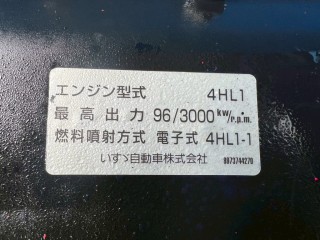 エンジン型式 4HL1
最高出力 96/3000 kW/r.p.m.
燃料噴射方式 電子式 4HL1-1
いすゞ自動車株式会社 8973744270